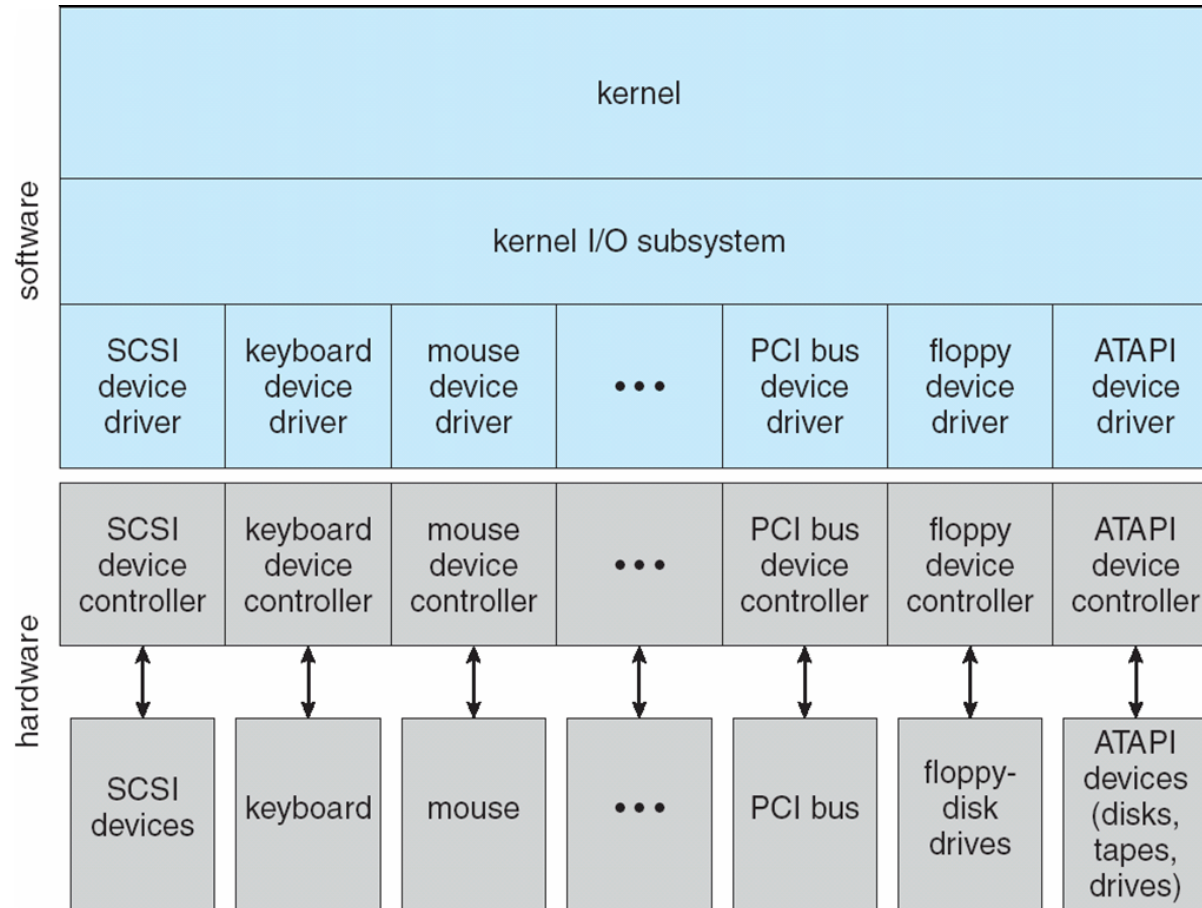 kernel
software
kernel I/O subsystem
SCSI
device
driver
keyboard
device
driver
mouse
device
driver
•••
PCI bus
device
driver
floppy
device
driver
ATAPI
device
driver
hardware
SCSI
device
controller
keyboard
device
controller
mouse
device
controller
•••
PCI bus
device
controller
floppy
device
controller
ATAPI
device
controller
SCSI
devices
keyboard
mouse
•••
PCI bus
floppy-
disk
drives
ATAPI
devices
(disks,
tapes,
drives)